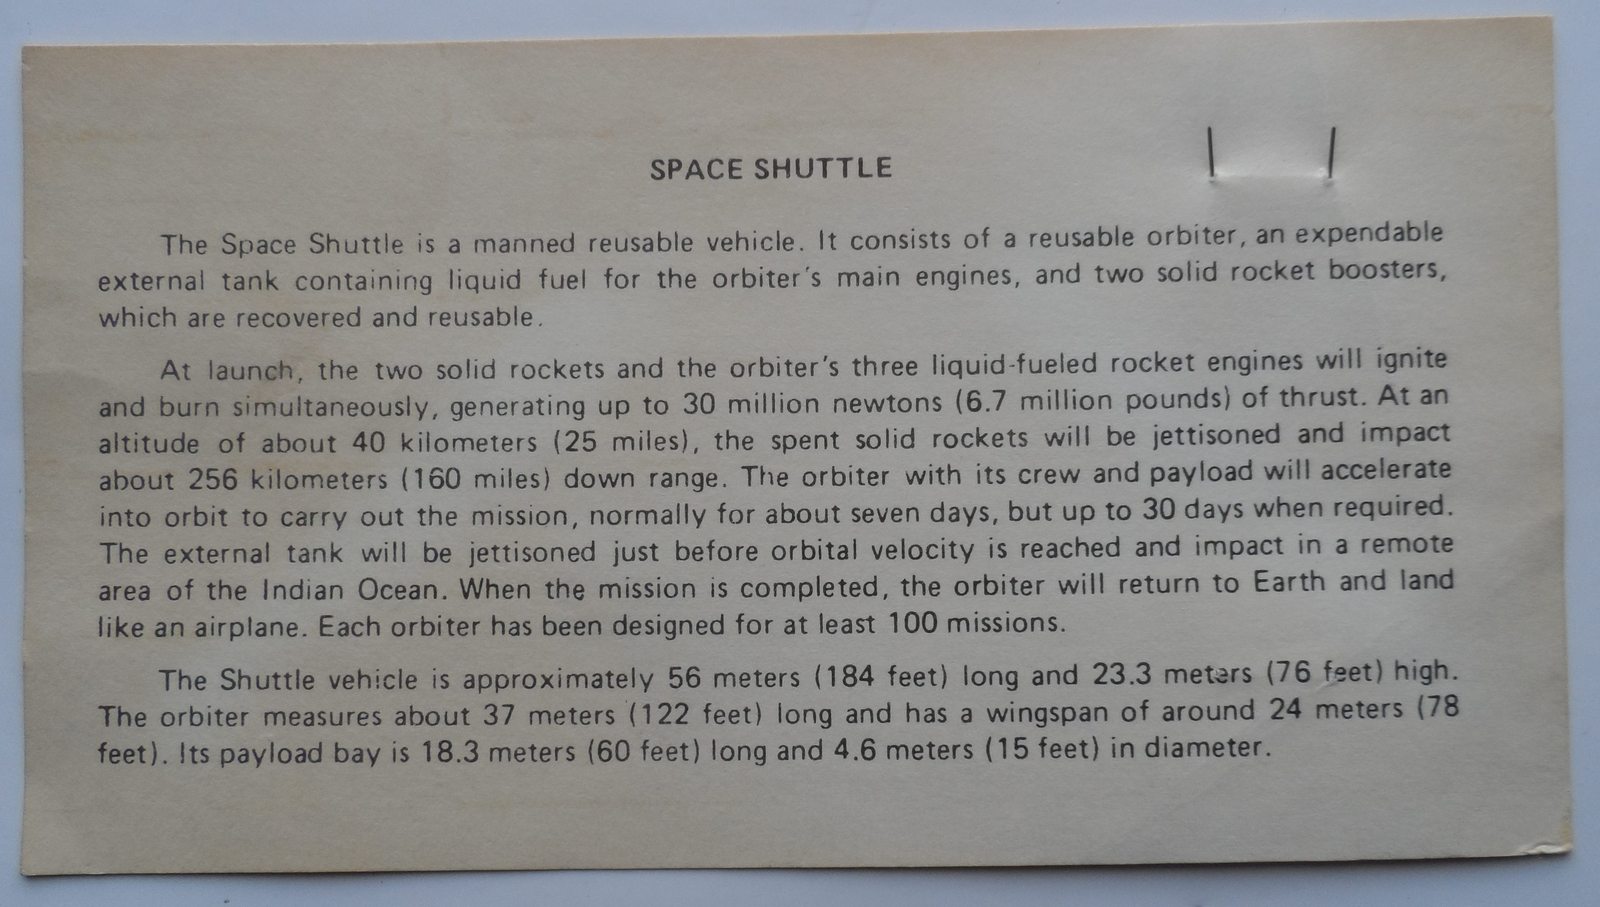 SPACE SHUTTLE
The Space Shuttle is a manned reusable vehicle. It consists of a reusable orbiter, an expendable
external tank containing liquid fuel for the orbiter's main engines, and two solid rocket boosters,
which are recovered and reusable.
At launch, the two solid rockets and the orbiter's three liquid-fueled rocket engines will ignite
and burn simultaneously, generating up to 30 million newtons (6.7 million pounds) of thrust. At an
altitude of about 40 kilometers (25 miles), the spent solid rockets will be jettisoned and impact
about 256 kilometers (160 miles) down range. The orbiter with its crew and payload will accelerate
into orbit to carry out the mission, normally for about seven days, but up to 30 days when required.
The external tank will be jettisoned just before orbital velocity is reached and impact in a remote
area of the Indian Ocean. When the mission is completed, the orbiter will return to Earth and land
like an airplane. Each orbiter has been designed for at least 100 missions.
The Shuttle vehicle is approximately 56 meters (184 feet) long and 23.3 meters (76 feet) high.
The orbiter measures about 37 meters (122 feet) long and has a wingspan of around 24 meters (78
feet). Its payload bay is 18.3 meters (60 feet) long and 4.6 meters (15 feet) in diameter.